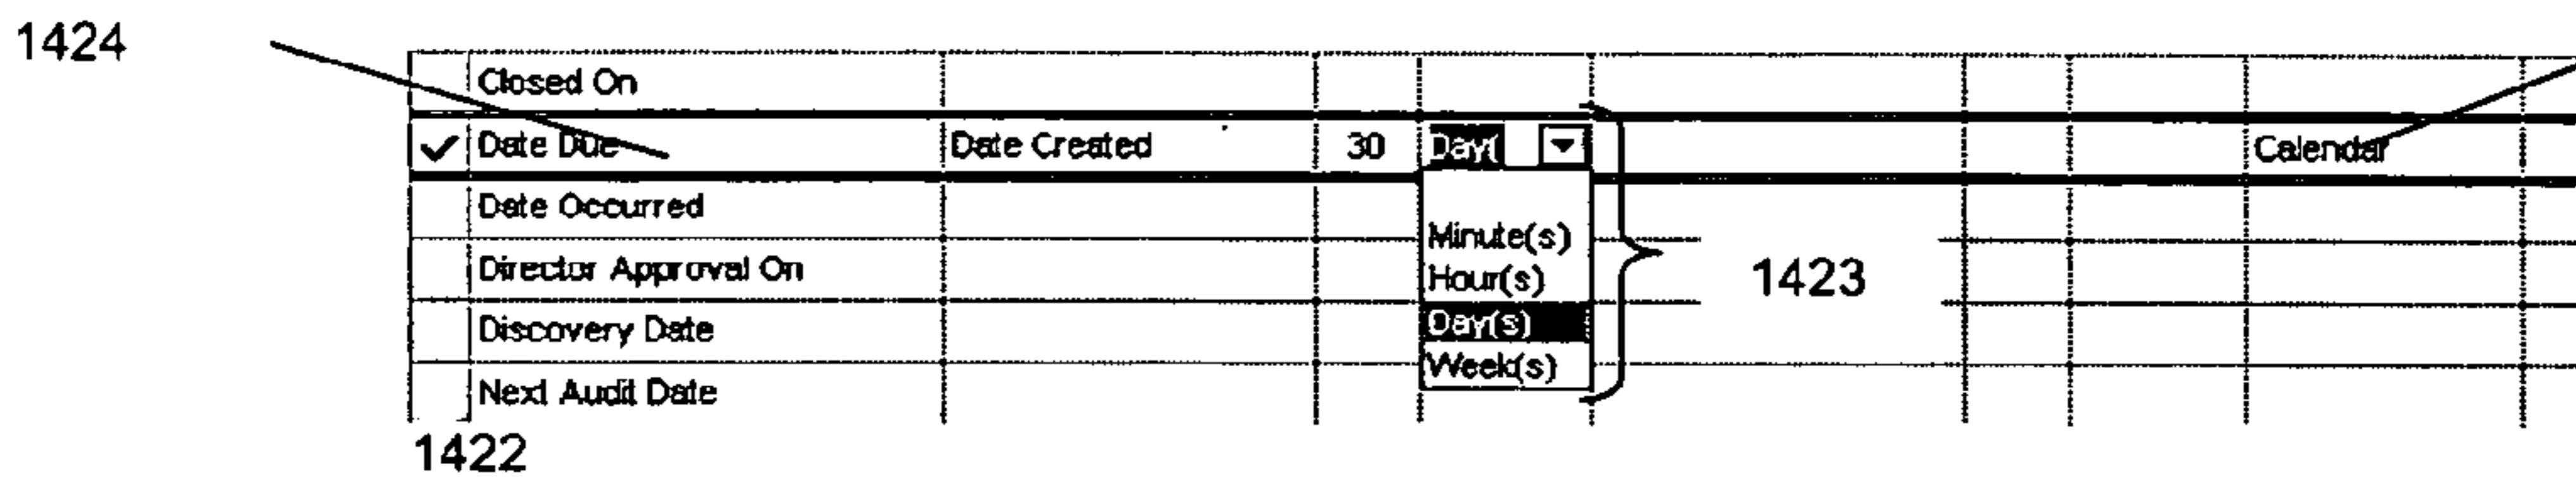 1424
Closed On
Date Due Date Created 30 Day( Calendar
Date Occurred
Minute(s)
Director Approval On Hour(s) 1423
Discovery Date Day(s)
Week(s)
Next Audit Date
1422